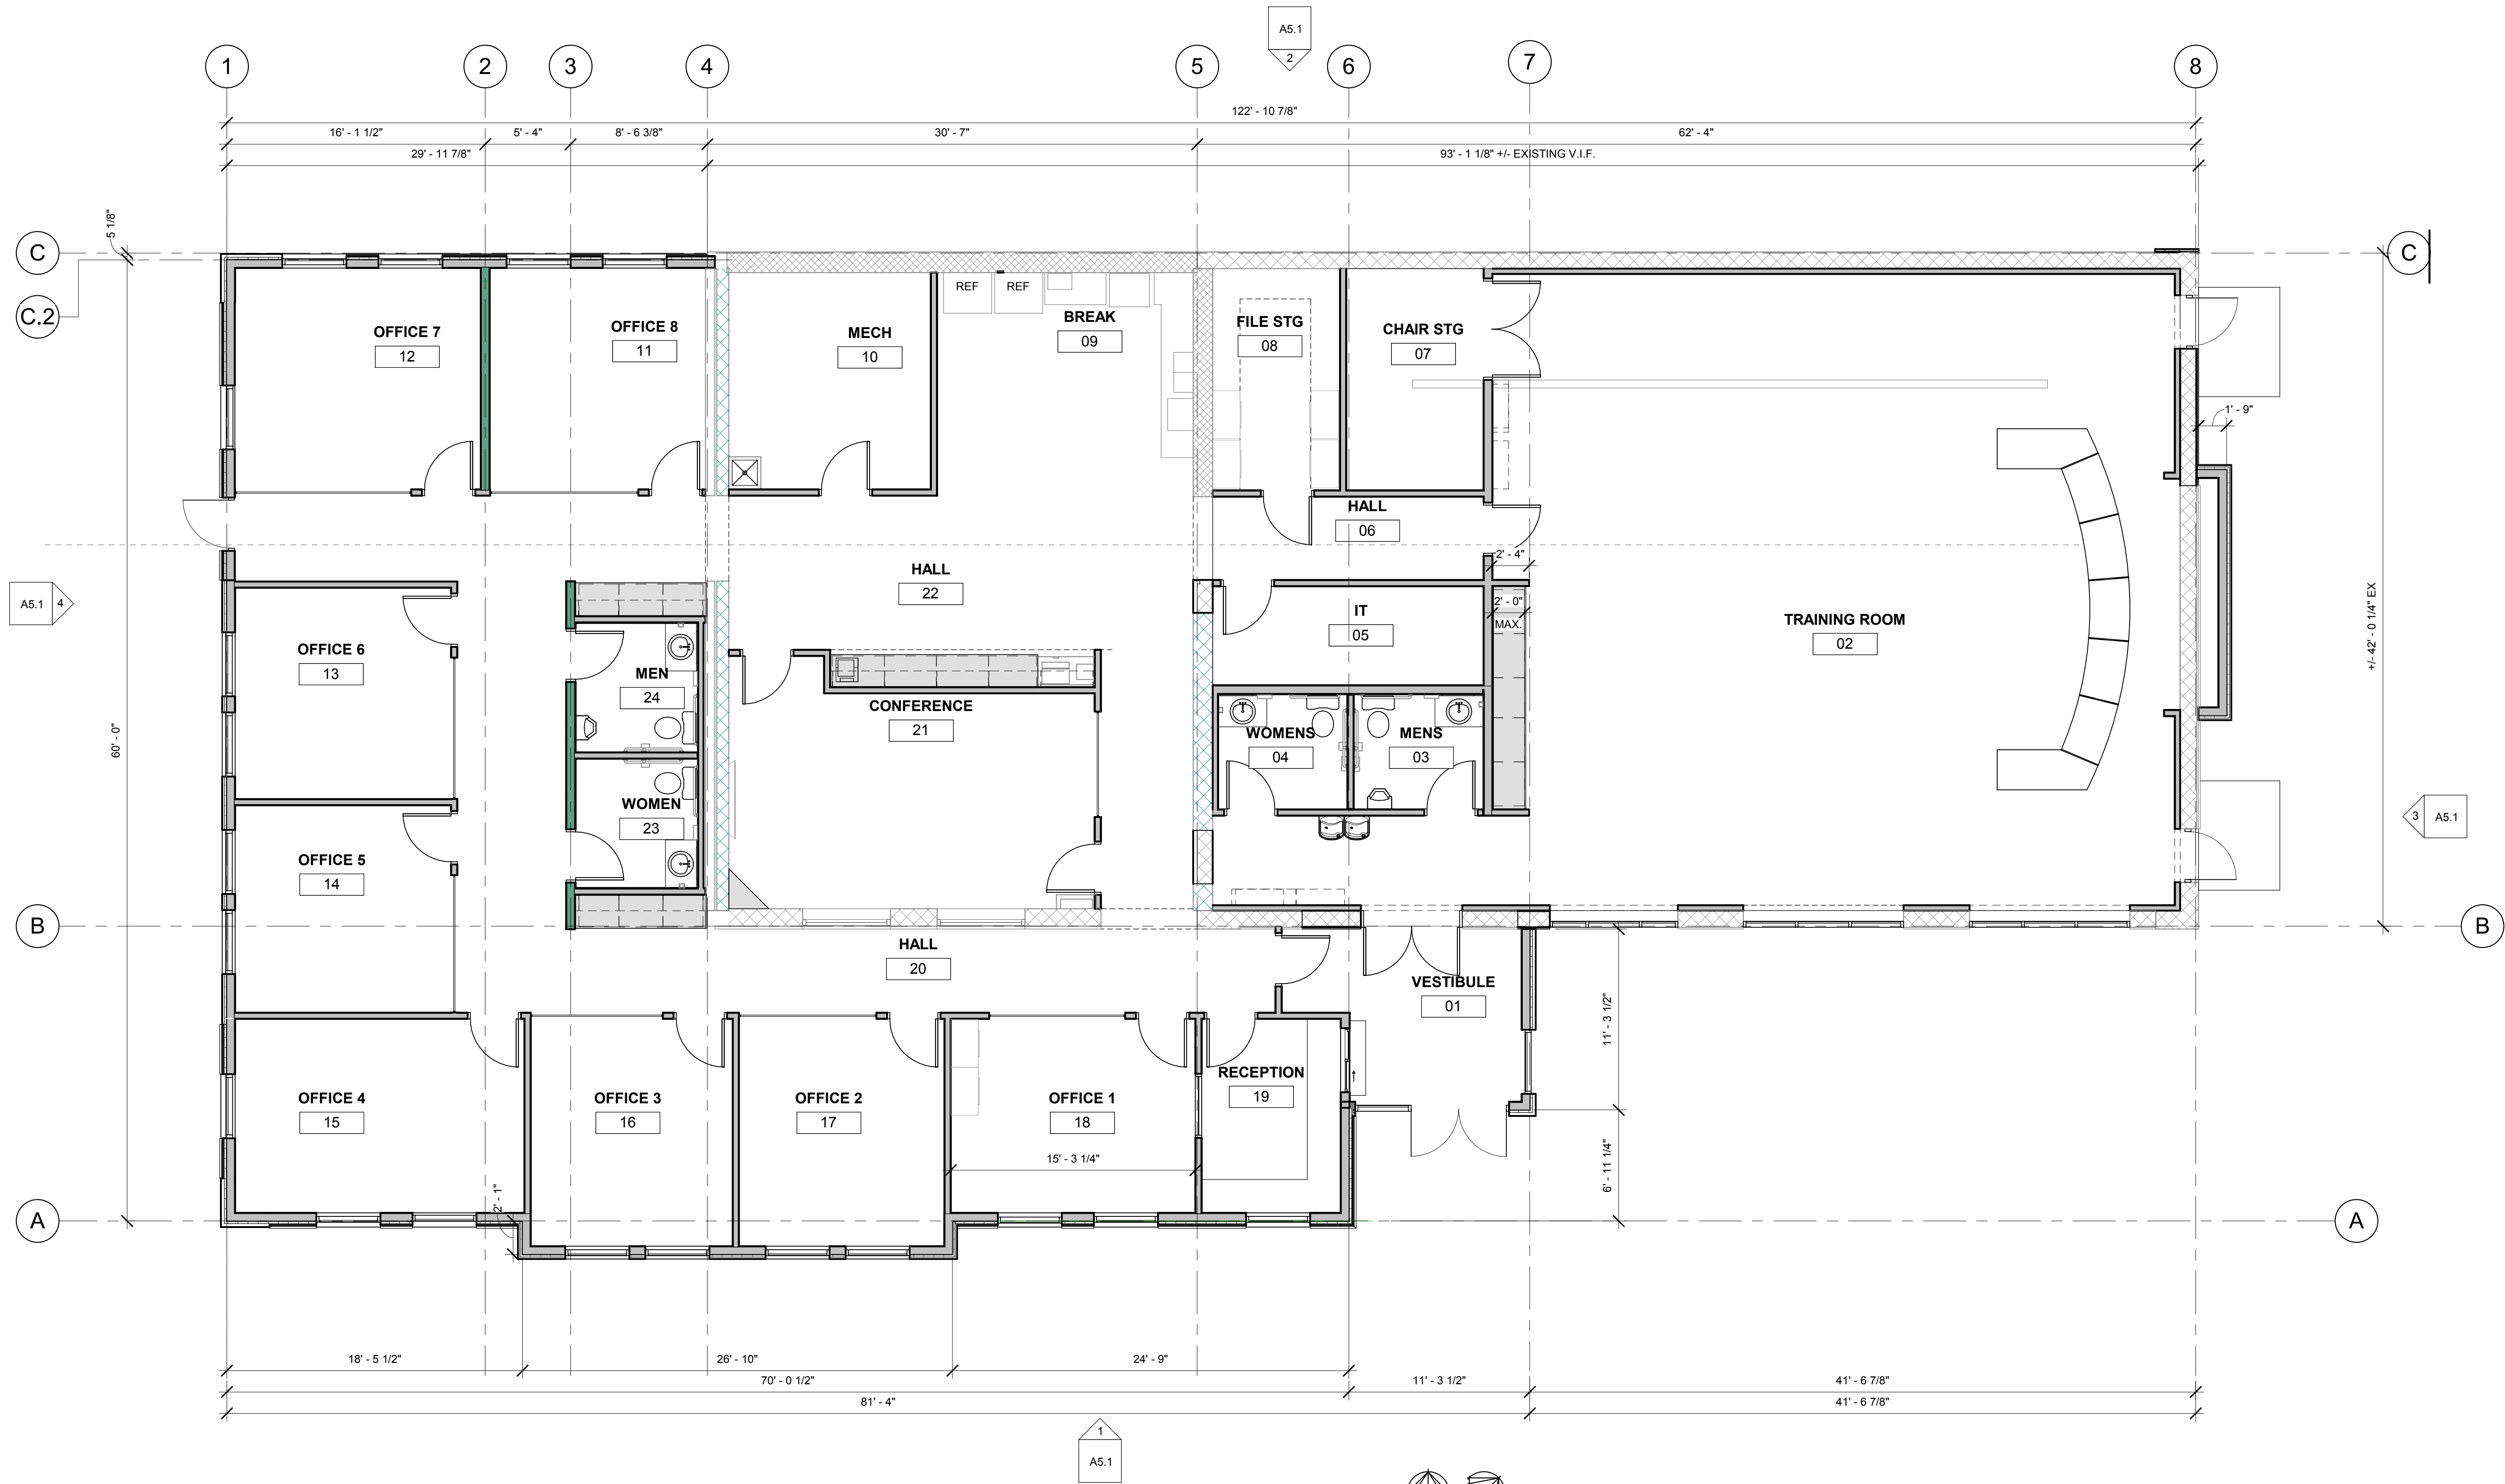 A5.1
2
1
2
3
4
5
6
7
8
122' - 10 7/8"
16' - 1 1/2"
5' - 4"
8' - 6 3/8"
30' - 7"
62' - 4"
29' - 11 7/8"
93' - 1 1/8" +/- EXISTING V.I.F.
5 1/8"
C
C
C.2
REF
REF
OFFICE 7
12
OFFICE 8
11
MECH
10
BREAK
09
FILE STG
08
CHAIR STG
07
1' - 9"
HALL
06
2' - 4"
HALL
22
A5.1
4
IT
05
2' - 0"
MAX.
TRAINING ROOM
02
+/- 42' - 0 1/4" EX
OFFICE 6
13
MEN
24
CONFERENCE
21
WOMENS
04
MENS
03
60' - 0"
WOMEN
23
3
A5.1
OFFICE 5
14
B
B
HALL
20
VESTIBULE
01
11' - 3 1/2"
OFFICE 4
15
OFFICE 3
16
OFFICE 2
17
OFFICE 1
18
RECEPTION
19
15' - 3 1/4"
6' - 11 1/4"
2' - 1"
A
A
18' - 5 1/2"
26' - 10"
24' - 9"
70' - 0 1/2"
11' - 3 1/2"
41' - 6 7/8"
81' - 4"
41' - 6 7/8"
1
A5.1